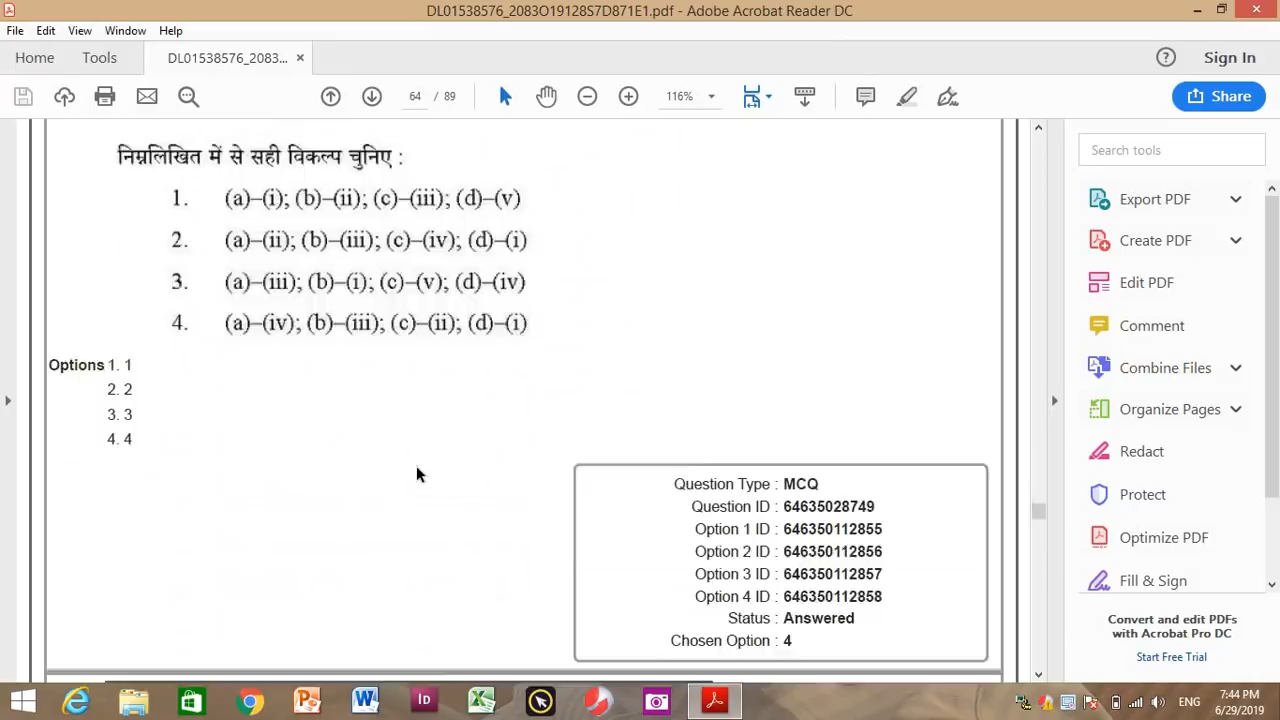 DL01538576_2083O19128S7D871E1.pdf - Adobe Acrobat Reader DC
File Edit View Window Help
Home Tools DL01538576_2083... × Sign In
64 / 89 116% Share
निम्नलिखित में से सही विकल्प चुनिए :
1. (a)–(i); (b)–(ii); (c)–(iii); (d)–(v)
2. (a)–(ii); (b)–(iii); (c)–(iv); (d)–(i)
3. (a)–(iii); (b)–(i); (c)–(v); (d)–(iv)
4. (a)–(iv); (b)–(iii); (c)–(ii); (d)–(i)
Options 1. 1
2. 2
3. 3
4. 4
Question Type : MCQ
Question ID : 64635028749
Option 1 ID : 646350112855
Option 2 ID : 646350112856
Option 3 ID : 646350112857
Option 4 ID : 646350112858
Status : Answered
Chosen Option : 4
Search tools
Export PDF
Create PDF
Edit PDF
Comment
Combine Files
Organize Pages
Redact
Protect
Optimize PDF
Fill & Sign
Convert and edit PDFs
with Acrobat Pro DC
Start Free Trial
ENG
7:44 PM
6/29/2019